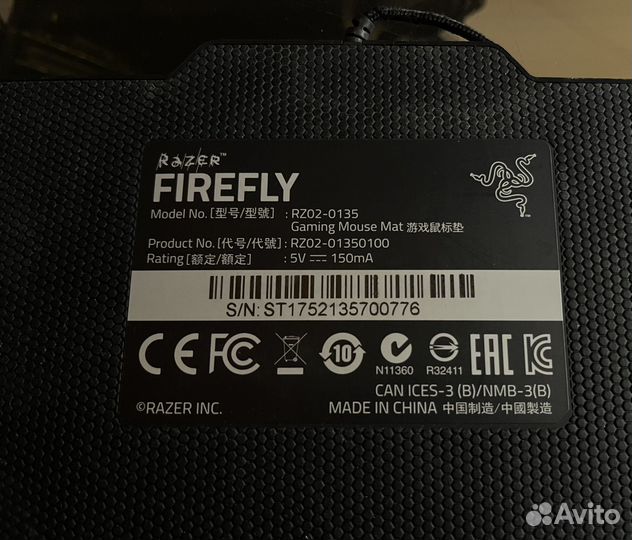 RAZER™
FIREFLY
Model No. [型号/型號] : RZ02-0135
Gaming Mouse Mat 游戏鼠标垫
Product No. [代号/代號] : RZ02-01350100
Rating [额定/額定] : 5V ⎓ 150mA
S/N: ST1752135700776
CE FC 10 N11360 R32411 EAC KC
CAN ICES-3 (B)/NMB-3(B)
©RAZER INC. MADE IN CHINA 中国制造/中國製造
Avito